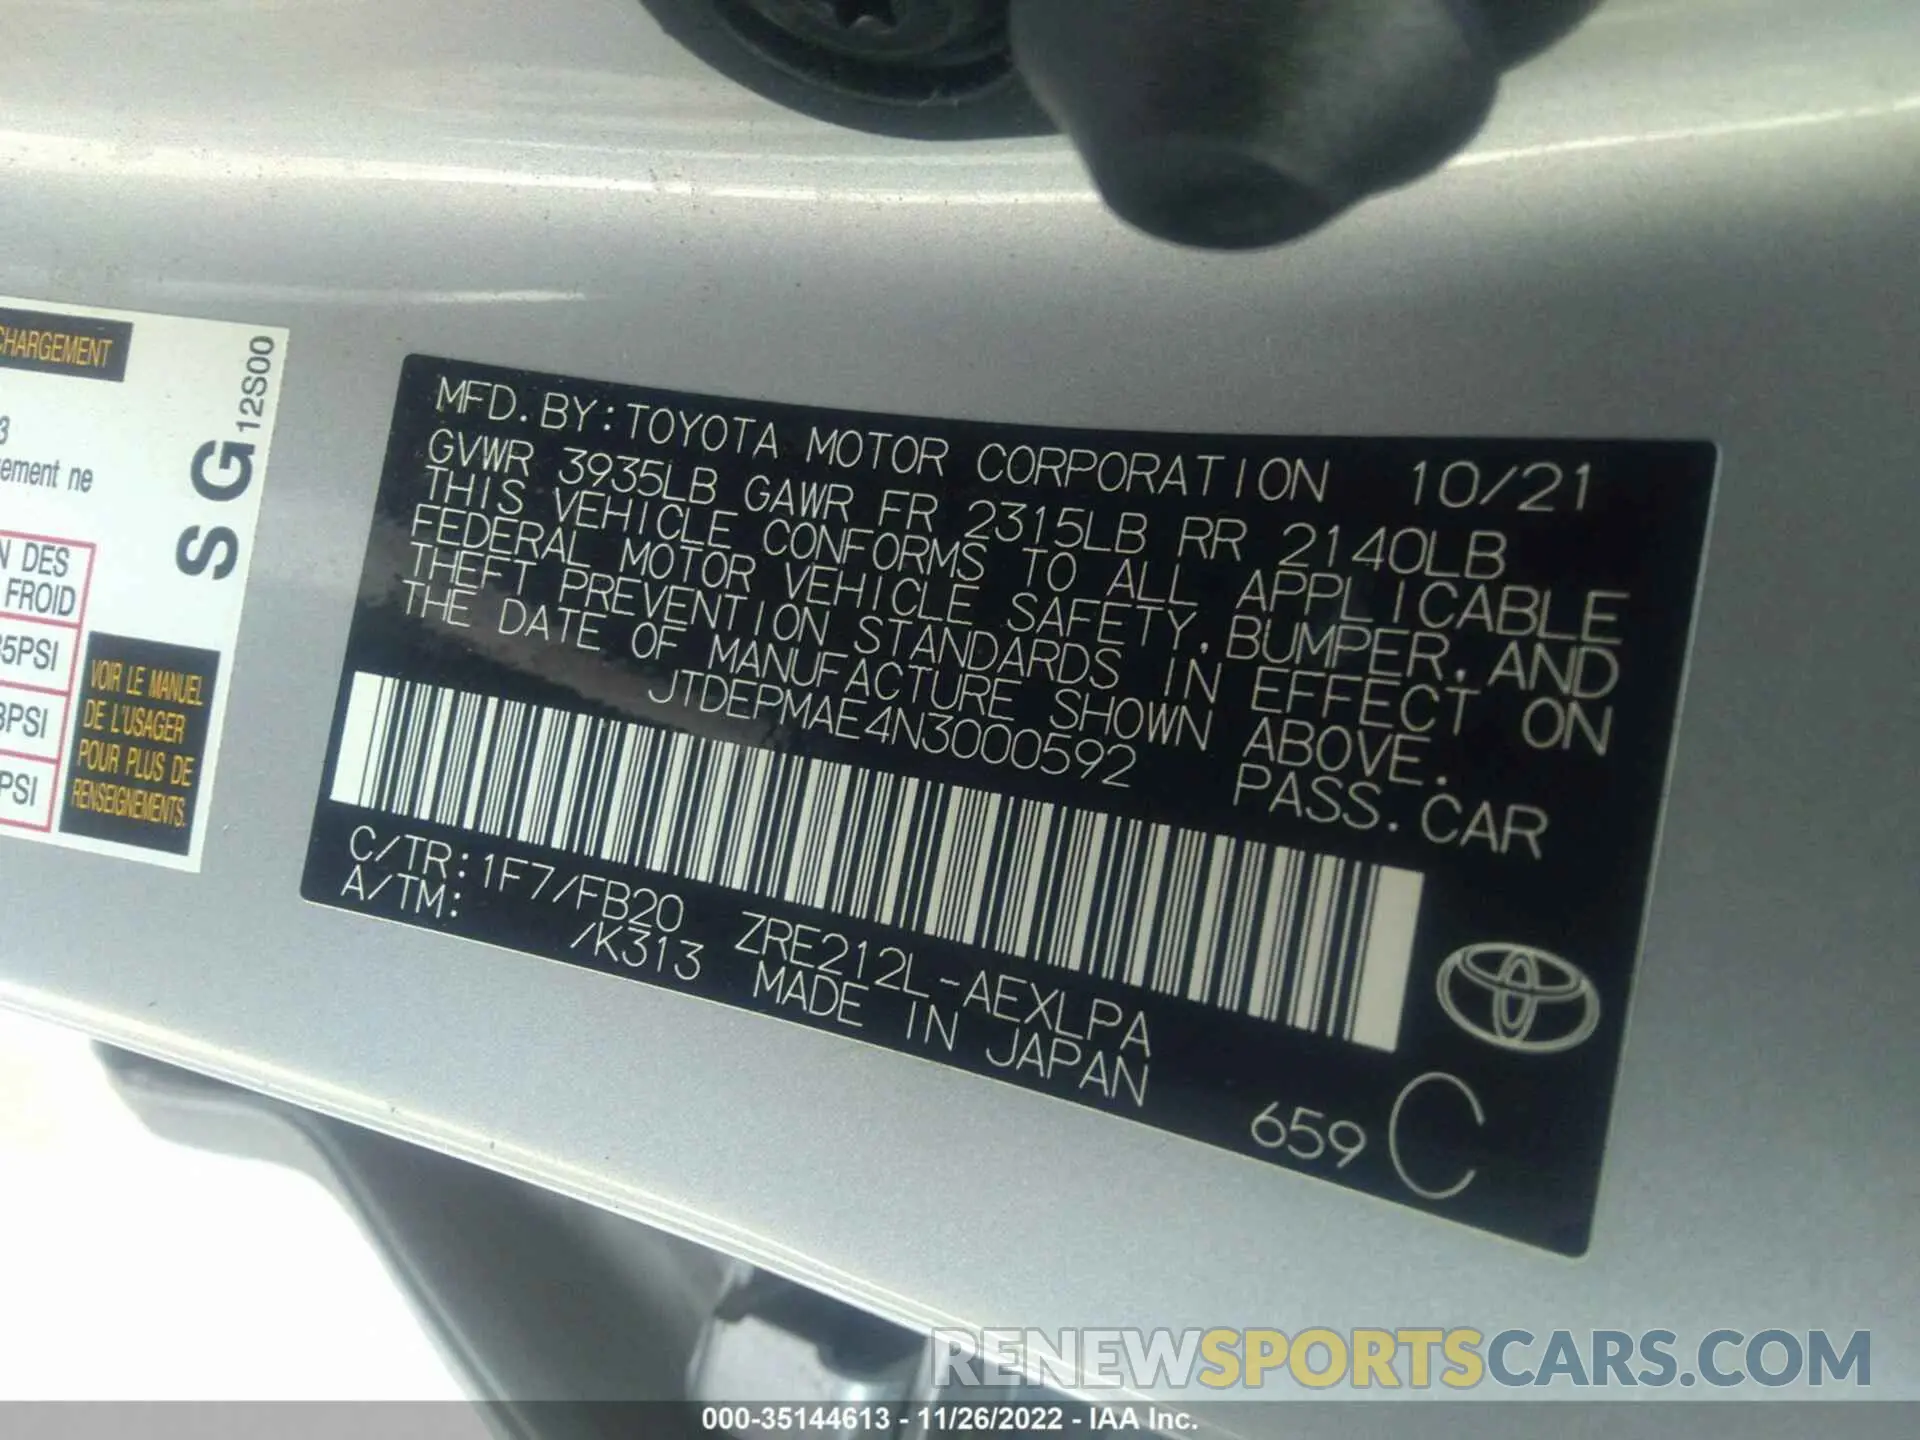 CHARGEMENT
3
ement ne
N DES
FROID
35PSI
PSI
PSI
VOIR LE MANUEL
DE L'USAGER
POUR PLUS DE
RENSEIGNEMENTS.
SG
12S00
MFD. BY: TOYOTA MOTOR CORPORATION 10/21
GVWR 3935LB GAWR FR 2315LB RR 2140LB
THIS VEHICLE CONFORMS TO ALL APPLICABLE
FEDERAL MOTOR VEHICLE SAFETY, BUMPER, AND
THEFT PREVENTION STANDARDS IN EFFECT ON
THE DATE OF MANUFACTURE SHOWN ABOVE.
JTDEPMAE4N3000592 PASS. CAR
C/TR: 1F7/FB20 ZRE212L-AEXLPA
A/TM: /K313 MADE IN JAPAN
659 C
RENEWSPORTSCARS.COM
000-35144613 - 11/26/2022 - IAA Inc.